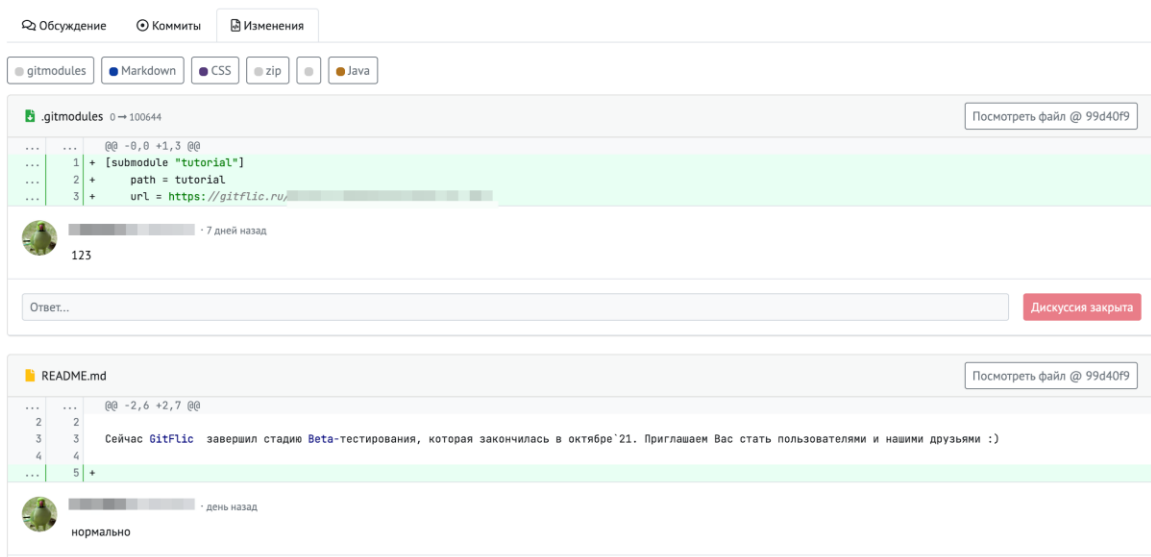 Обсуждение Коммиты Изменения
gitmodules Markdown CSS zip Java
.gitmodules 0 → 100644 Посмотреть файл @ 99d40f9
... ... @@ -0,0 +1,3 @@
... 1 + [submodule "tutorial"]
... 2 + path = tutorial
... 3 + url = https://gitflic.ru/
· 7 дней назад
123
Ответ... Дискуссия закрыта
README.md Посмотреть файл @ 99d40f9
... ... @@ -2,6 +2,7 @@
2 2
3 3 Сейчас GitFlic завершил стадию Beta-тестирования, которая закончилась в октябре`21. Приглашаем Вас стать пользователями и нашими друзьями :)
4 4
... 5 +
· день назад
нормально